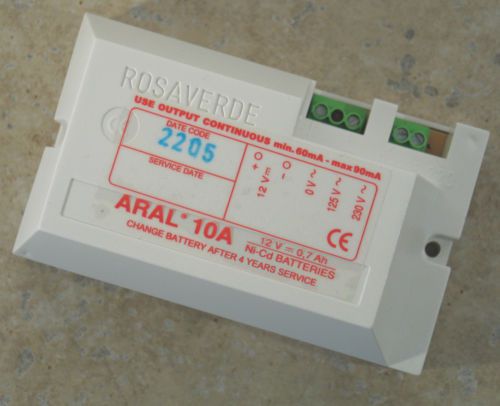 ROSAVERDE
USE OUTPUT CONTINUOUS min. 60mA - max 90mA
DATE CODE
2205
SERVICE DATE
+ 12 V⎓ -
0 V ~
125 V ~
230 V ~
CE
ARAL® 10A
12 V ⎓ 0,7 Ah
Ni-Cd BATTERIES
CHANGE BATTERY AFTER 4 YEARS SERVICE